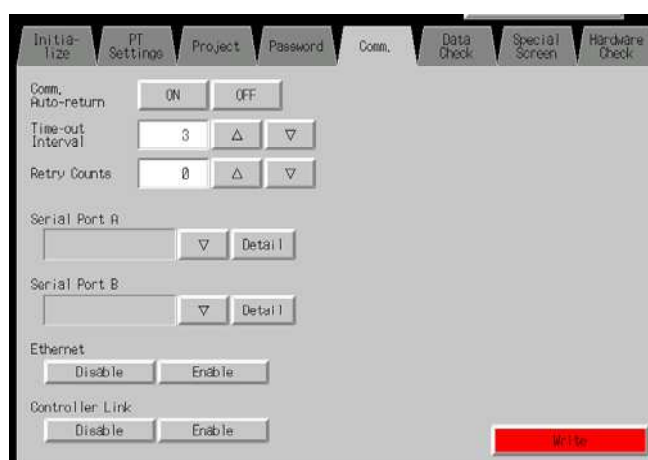 Initia-
lize
PT
Settings
Project
Password
Comm.
Data
Check
Special
Screen
Hardware
Check
Comm.
Auto-return
ON
OFF
Time-out
Interval
3
△
▽
Retry Counts
0
△
▽
Serial Port A
▽
Detail
Serial Port B
▽
Detail
Ethernet
Disable
Enable
Controller Link
Disable
Enable
Write